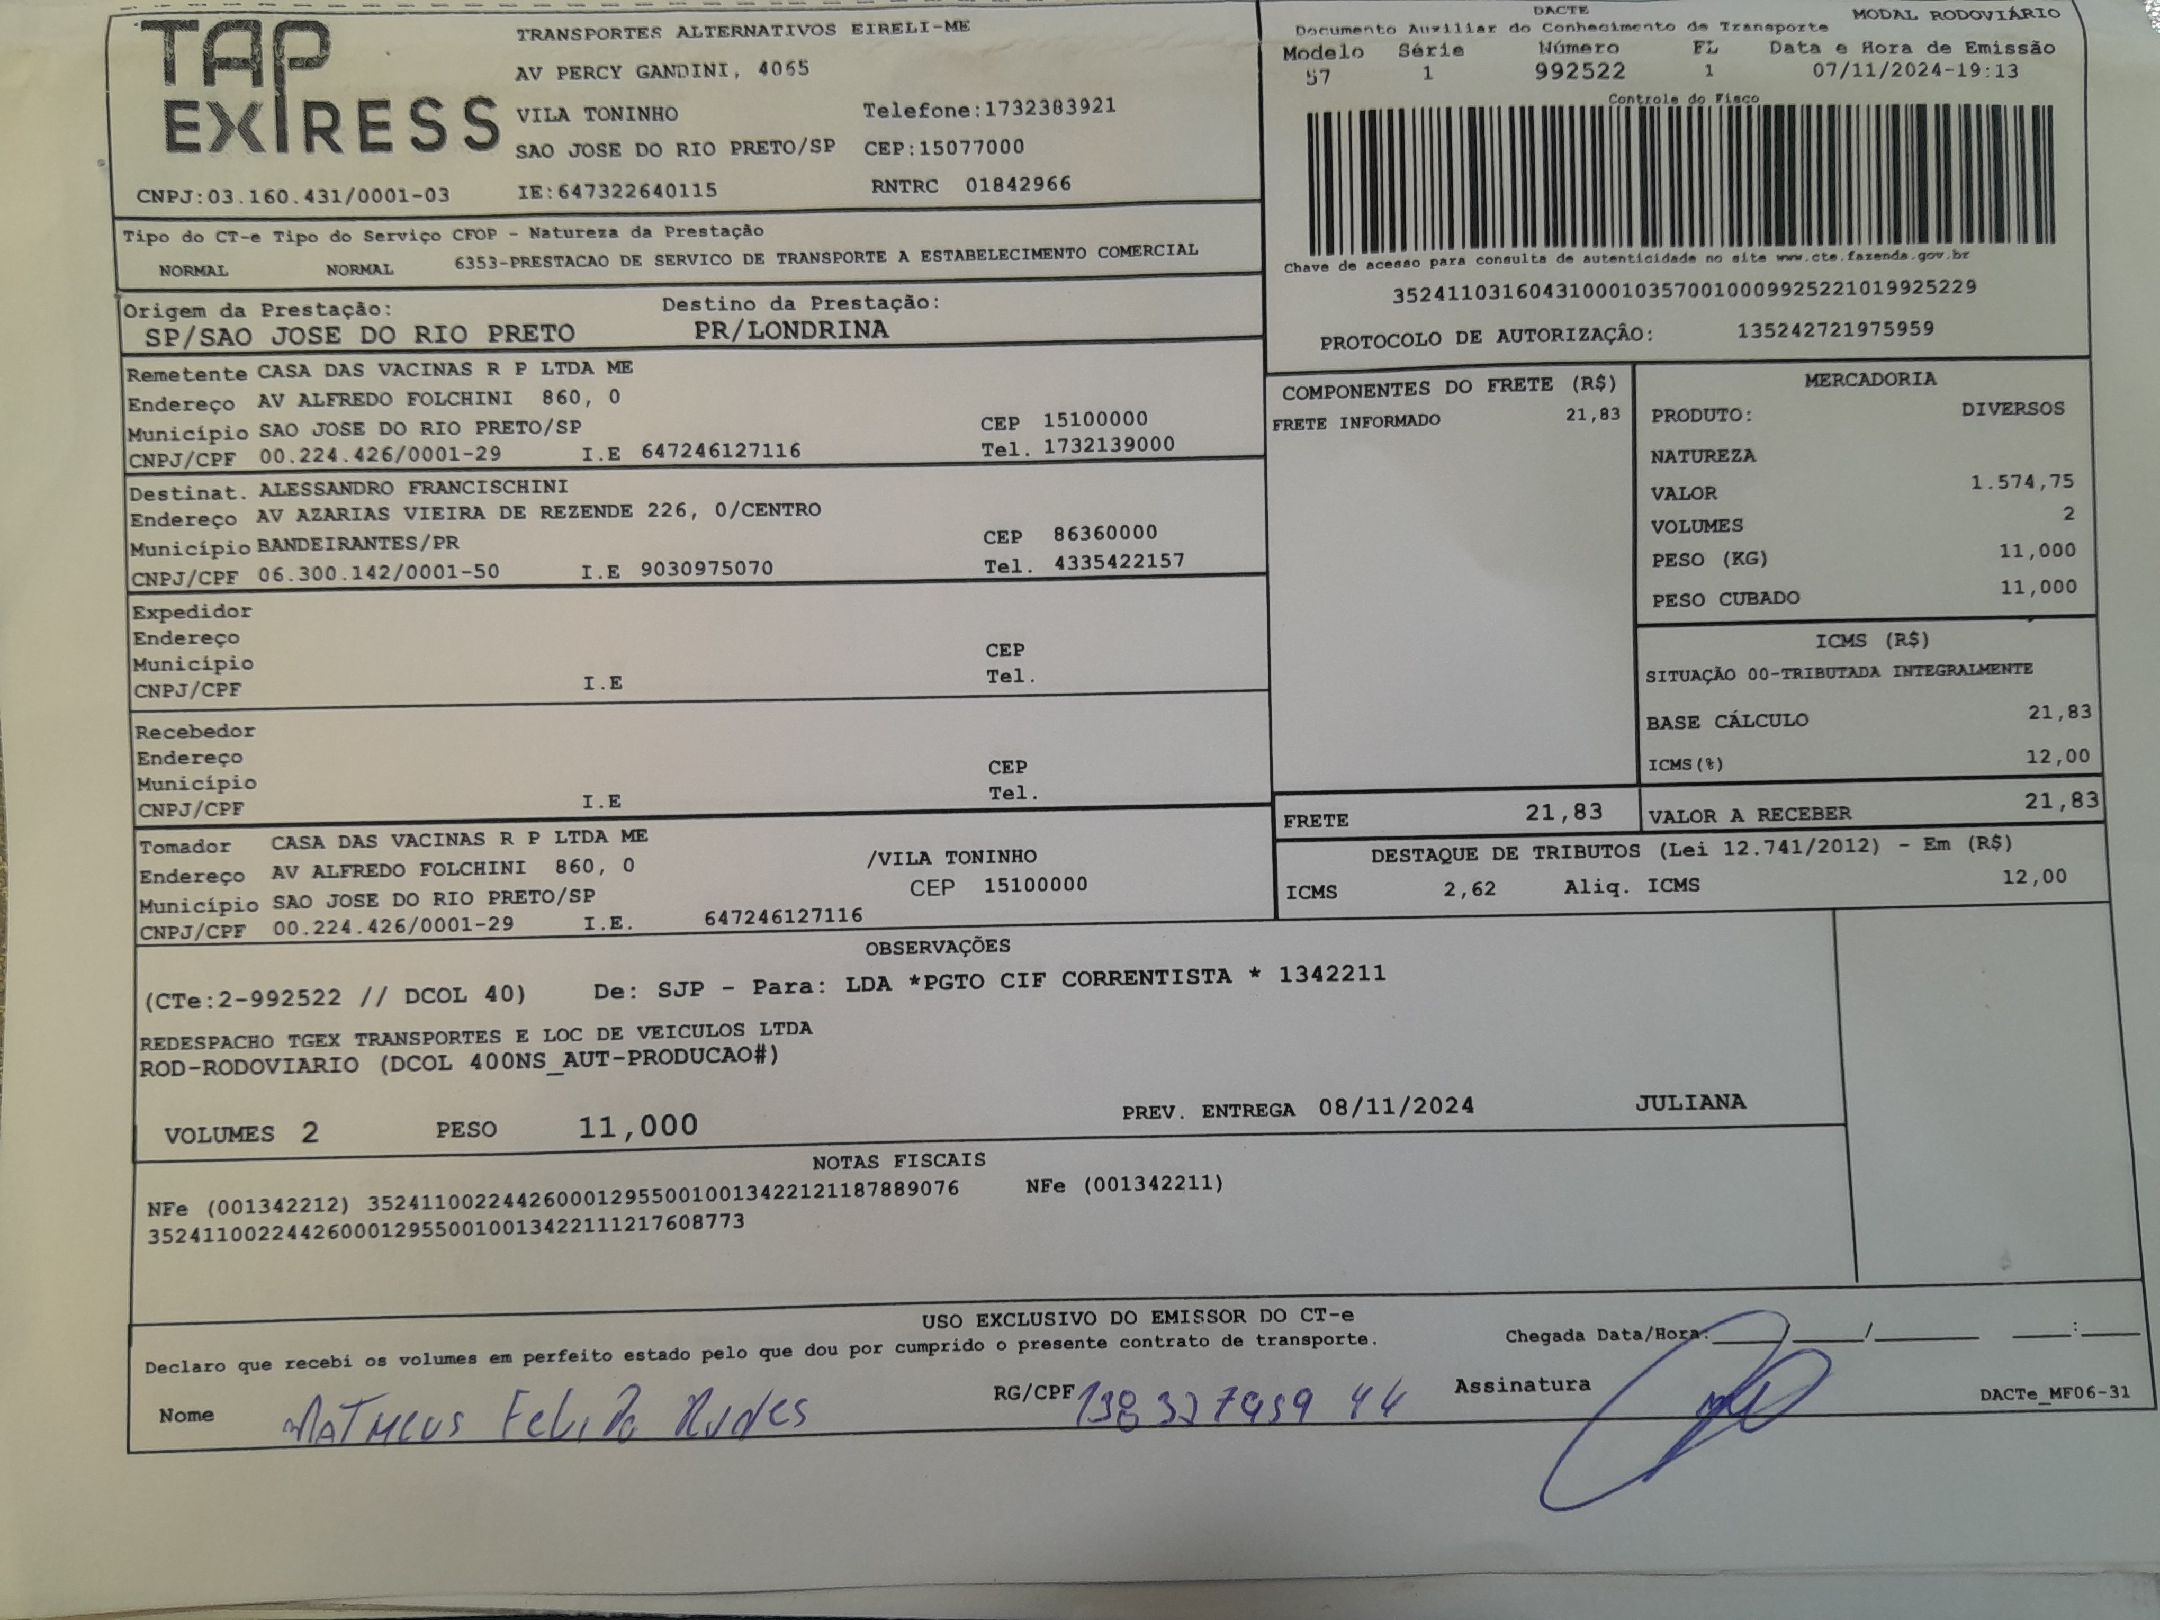 TAP EXPRESS
TRANSPORTES ALTERNATIVOS EIRELI-ME
AV PERCY GANDINI, 4065
VILA TONINHO Telefone:1732383921
SAO JOSE DO RIO PRETO/SP CEP:15077000
CNPJ:03.160.431/0001-03 IE:647322640115 RNTRC 01842966
DACTE
Documento Auxiliar do Conhecimento de Transporte MODAL RODOVIÁRIO
Modelo Série Número FL Data e Hora de Emissão
57 1 992522 1 07/11/2024-19:13
Controle do Fisco
Chave de acesso para consulta de autenticidade no site www.cte.fazenda.gov.br
35241103160431000103570010009925221019925229
PROTOCOLO DE AUTORIZAÇÂO: 135242721975959
Tipo do CT-e Tipo do Serviço CFOP - Natureza da Prestação
NORMAL NORMAL 6353-PRESTACAO DE SERVICO DE TRANSPORTE A ESTABELECIMENTO COMERCIAL
Origem da Prestação: Destino da Prestação:
SP/SAO JOSE DO RIO PRETO PR/LONDRINA
Remetente CASA DAS VACINAS R P LTDA ME
Endereço AV ALFREDO FOLCHINI 860, 0
Município SAO JOSE DO RIO PRETO/SP CEP 15100000
CNPJ/CPF 00.224.426/0001-29 I.E 647246127116 Tel. 1732139000
Destinat. ALESSANDRO FRANCISCHINI
Endereço AV AZARIAS VIEIRA DE REZENDE 226, 0/CENTRO
Município BANDEIRANTES/PR CEP 86360000
CNPJ/CPF 06.300.142/0001-50 I.E 9030975070 Tel. 4335422157
Expedidor
Endereço
Município CEP
CNPJ/CPF I.E Tel.
Recebedor
Endereço
Município CEP
CNPJ/CPF I.E Tel.
Tomador CASA DAS VACINAS R P LTDA ME
Endereço AV ALFREDO FOLCHINI 860, 0 /VILA TONINHO
Município SAO JOSE DO RIO PRETO/SP CEP 15100000
CNPJ/CPF 00.224.426/0001-29 I.E. 647246127116
COMPONENTES DO FRETE (R$)
FRETE INFORMADO 21,83
MERCADORIA
PRODUTO: DIVERSOS
NATUREZA
VALOR 1.574,75
VOLUMES 2
PESO (KG) 11,000
PESO CUBADO 11,000
ICMS (R$)
SITUAÇÃO 00-TRIBUTADA INTEGRALMENTE
BASE CÁLCULO 21,83
ICMS(%) 12,00
FRETE 21,83 VALOR A RECEBER 21,83
DESTAQUE DE TRIBUTOS (Lei 12.741/2012) - Em (R$)
ICMS 2,62 Aliq. ICMS 12,00
OBSERVAÇÕES
(CTe:2-992522 // DCOL 40) De: SJP - Para: LDA *PGTO CIF CORRENTISTA * 1342211
REDESPACHO TGEX TRANSPORTES E LOC DE VEICULOS LTDA
ROD-RODOVIARIO (DCOL 400NS_AUT-PRODUCAO#)
VOLUMES 2 PESO 11,000 PREV. ENTREGA 08/11/2024 JULIANA
NOTAS FISCAIS
NFe (001342212) 35241100224426000129550010013422121187889076 NFe (001342211)
35241100224426000129550010013422111217608773
USO EXCLUSIVO DO EMISSOR DO CT-e
Declaro que recebi os volumes em perfeito estado pelo que dou por cumprido o presente contrato de transporte. Chegada Data/Hora:____/____/____ ___:___
Nome Matheus RG/CPF Assinatura DACTe_MF06-31